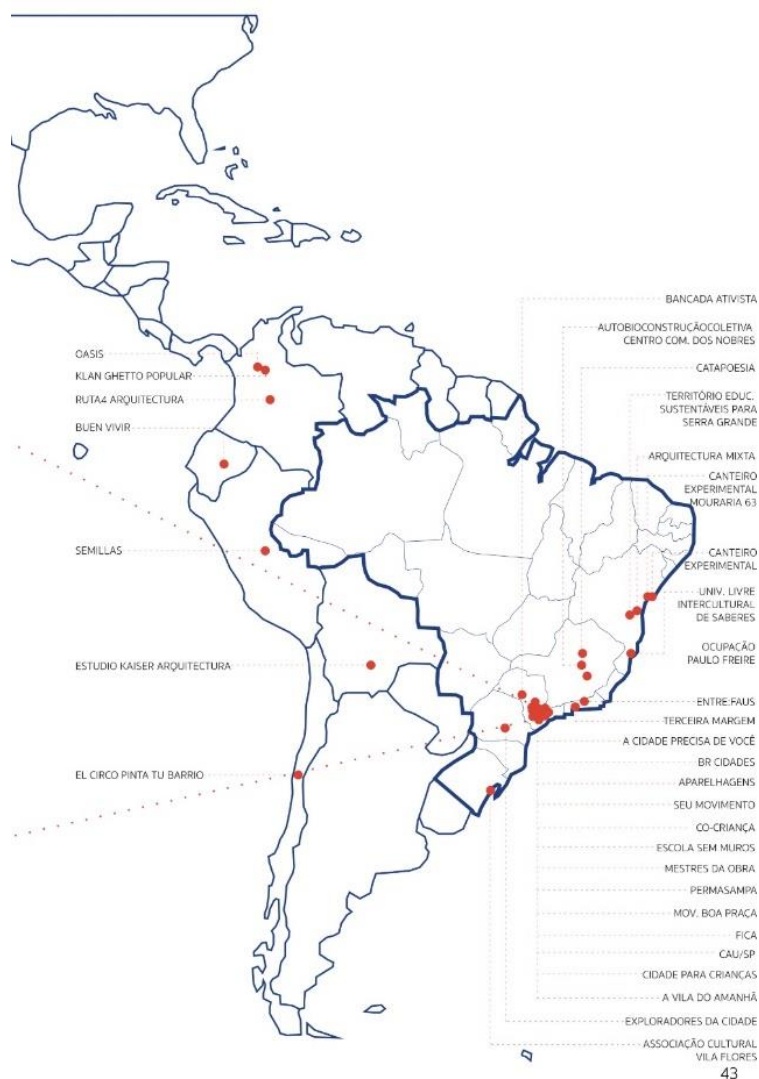 OASIS
KLAN GHETTO POPULAR
RUTA4 ARQUITECTURA
BUEN VIVIR
SEMILLAS
ESTUDIO KAISER ARQUITECTURA
EL CIRCO PINTA TU BARRIO
BANCADA ATIVISTA
AUTOBIOCONSTRUÇÃOCOLETIVA
CENTRO COM. DOS NOBRES
CATAPOESIA
TERRITÓRIO EDUC.
SUSTENTÁVEIS PARA
SERRA GRANDE
ARQUITECTURA MIXTA
CANTEIRO
EXPERIMENTAL
MOURARIA 63
CANTEIRO
EXPERIMENTAL
UNIV. LIVRE
INTERCULTURAL
DE SABERES
OCUPAÇÃO
PAULO FREIRE
ENTRE:FAUS
TERCEIRA MARGEM
A CIDADE PRECISA DE VOCÊ
BR CIDADES
APARELHAGENS
SEU MOVIMENTO
CO-CRIANÇA
ESCOLA SEM MUROS
MESTRES DA OBRA
PERMASAMPA
MOV. BOA PRAÇA
FICA
CAU/SP
CIDADE PARA CRIANÇAS
A VILA DO AMANHÃ
EXPLORADORES DA CIDADE
ASSOCIAÇÃO CULTURAL
VILA FLORES
43